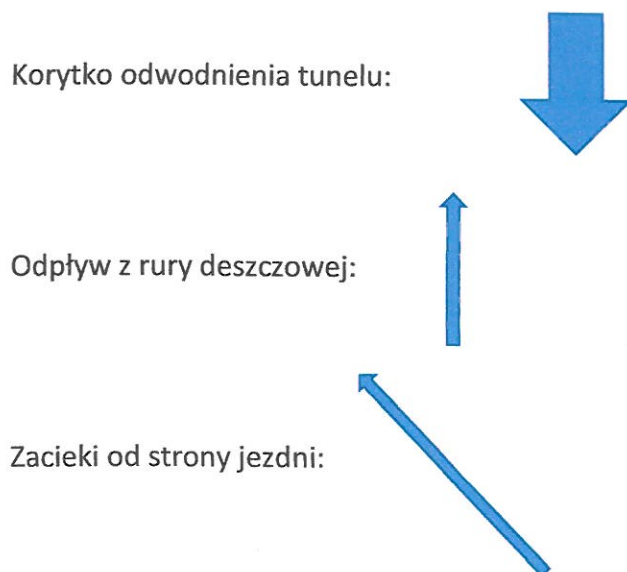 Korytko odwodnienia tunelu:
Odpływ z rury deszczowej:
Zacieki od strony jezdni: